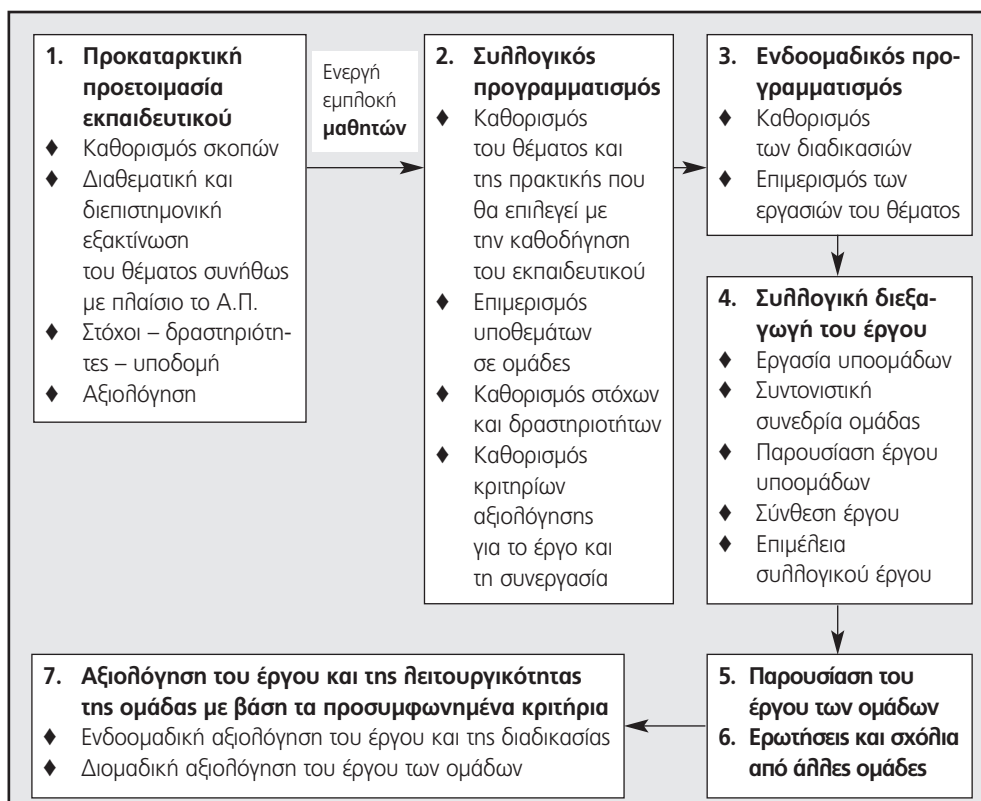 1. Προκαταρκτική
προετοιμασία
εκπαιδευτικού
♦ Καθορισμός σκοπών
♦ Διαθεματική και
διεπιστημονική
εξακτίνωση
του θέματος συνήθως
με πλαίσιο το Α.Π.
♦ Στόχοι – δραστηριότη-
τες – υποδομή
♦ Αξιολόγηση
Ενεργή
εμπλοκή
μαθητών
2. Συλλογικός
προγραμματισμός
♦ Καθορισμός
του θέματος και
της πρακτικής που
θα επιλεγεί με
την καθοδήγηση
του εκπαιδευτικού
♦ Επιμερισμός
υποθεμάτων
σε ομάδες
♦ Καθορισμός στόχων
και δραστηριοτήτων
♦ Καθορισμός
κριτηρίων
αξιολόγησης
για το έργο και
τη συνεργασία
3. Ενδοομαδικός προ-
γραμματισμός
♦ Καθορισμός
των διαδικασιών
♦ Επιμερισμός των
εργασιών του θέματος
4. Συλλογική διεξα-
γωγή του έργου
♦ Εργασία υποομάδων
♦ Συντονιστική
συνεδρία ομάδας
♦ Παρουσίαση έργου
υποομάδων
♦ Σύνθεση έργου
♦ Επιμέλεια
συλλογικού έργου
5. Παρουσίαση του
έργου των ομάδων
6. Ερωτήσεις και σχόλια
από άλλες ομάδες
7. Αξιολόγηση του έργου και της λειτουργικότητας
της ομάδας με βάση τα προσυμφωνημένα κριτήρια
♦ Ενδοομαδική αξιολόγηση του έργου και της διαδικασίας
♦ Διομαδική αξιολόγηση του έργου των ομάδων